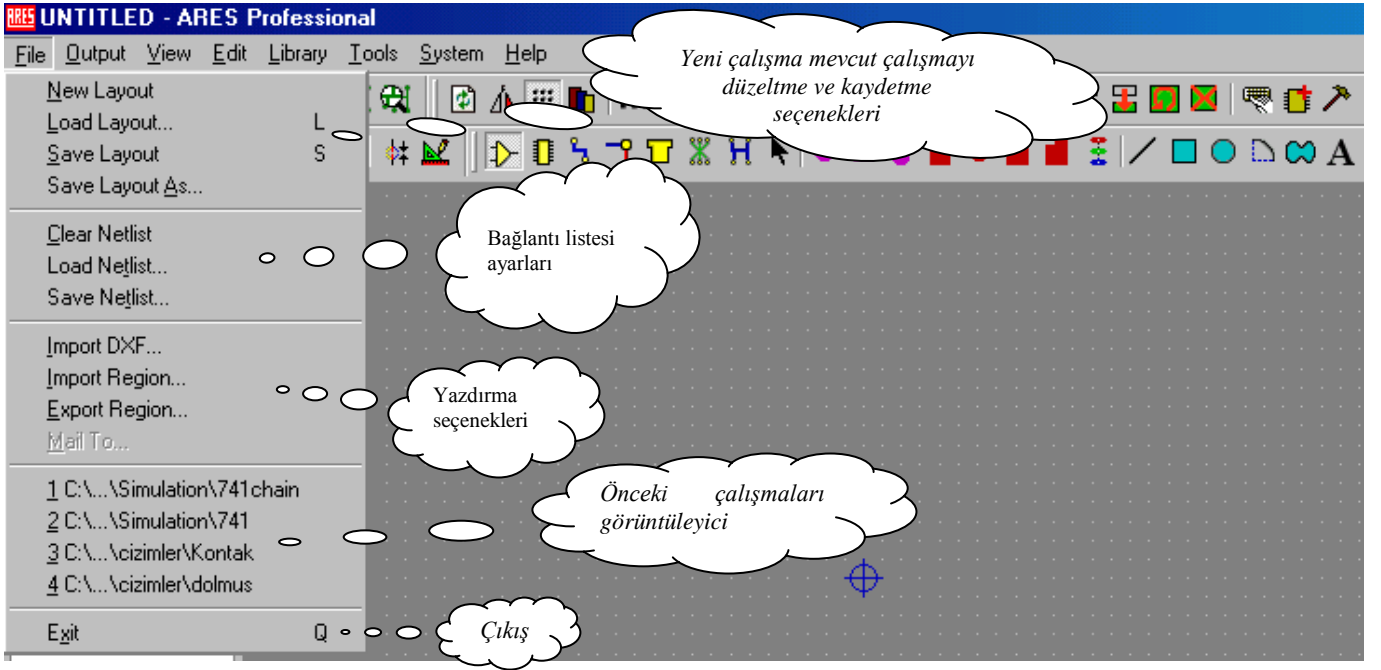 ARES UNTITLED - ARES Professional
File Output View Edit Library Tools System Help
New Layout
Load Layout... L
Save Layout S
Save Layout As...
Clear Netlist
Load Netlist...
Save Netlist...
Import DXF...
Import Region...
Export Region...
Mail To...
1 C:\...\Simulation\741chain
2 C:\...\Simulation\741
3 C:\...\cizimler\Kontak
4 C:\...\cizimler\dolmus
Exit Q
Yeni çalışma mevcut çalışmayı
düzeltme ve kaydetme
seçenekleri
A
Bağlantı listesi
ayarları
Yazdırma
seçenekleri
Önceki çalışmaları
görüntüleyici
Çıkış